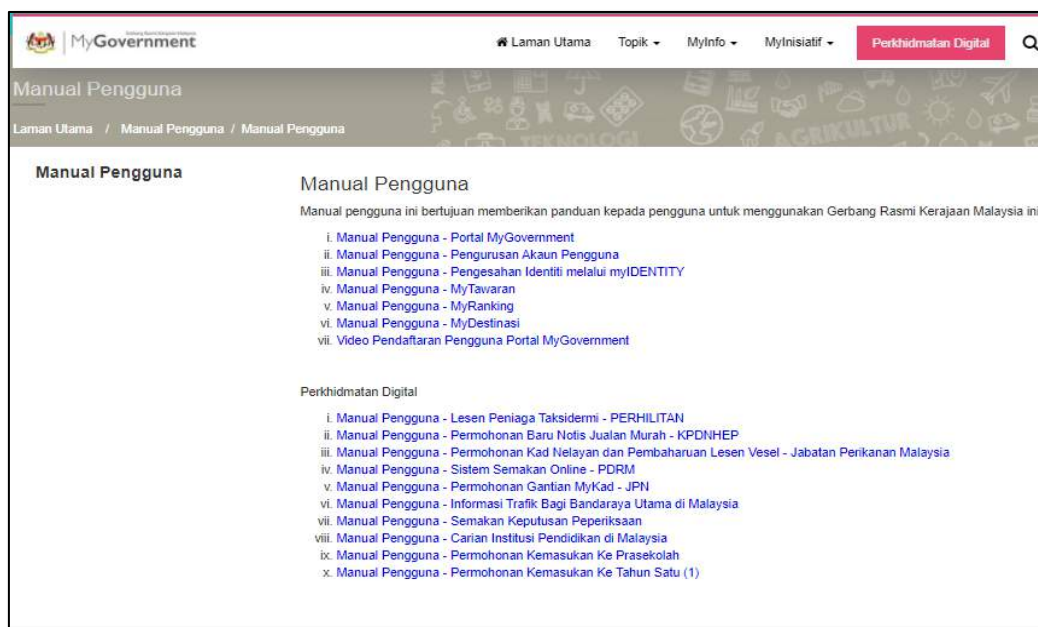 MyGovernment
Laman Utama Topik MyInfo MyInisiatif Perkhidmatan Digital
Manual Pengguna
Laman Utama / Manual Pengguna / Manual Pengguna
TEKNOLOGI AGRIKULTUR
Manual Pengguna
Manual Pengguna
Manual pengguna ini bertujuan memberikan panduan kepada pengguna untuk menggunakan Gerbang Rasmi Kerajaan Malaysia ini
i. Manual Pengguna - Portal MyGovernment
ii. Manual Pengguna - Pengurusan Akaun Pengguna
iii. Manual Pengguna - Pengesahan Identiti melalui myIDENTITY
iv. Manual Pengguna - MyTawaran
v. Manual Pengguna - MyRanking
vi. Manual Pengguna - MyDestinasi
vii. Video Pendaftaran Pengguna Portal MyGovernment
Perkhidmatan Digital
i. Manual Pengguna - Lesen Peniaga Taksidermi - PERHILITAN
ii. Manual Pengguna - Permohonan Baru Notis Jualan Murah - KPDNHEP
iii. Manual Pengguna - Permohonan Kad Nelayan dan Pembaharuan Lesen Vesel - Jabatan Perikanan Malaysia
iv. Manual Pengguna - Sistem Semakan Online - PDRM
v. Manual Pengguna - Permohonan Gantian MyKad - JPN
vi. Manual Pengguna - Informasi Trafik Bagi Bandaraya Utama di Malaysia
vii. Manual Pengguna - Semakan Keputusan Peperiksaan
viii. Manual Pengguna - Carian Institusi Pendidikan di Malaysia
ix. Manual Pengguna - Permohonan Kemasukan Ke Prasekolah
x. Manual Pengguna - Permohonan Kemasukan Ke Tahun Satu (1)